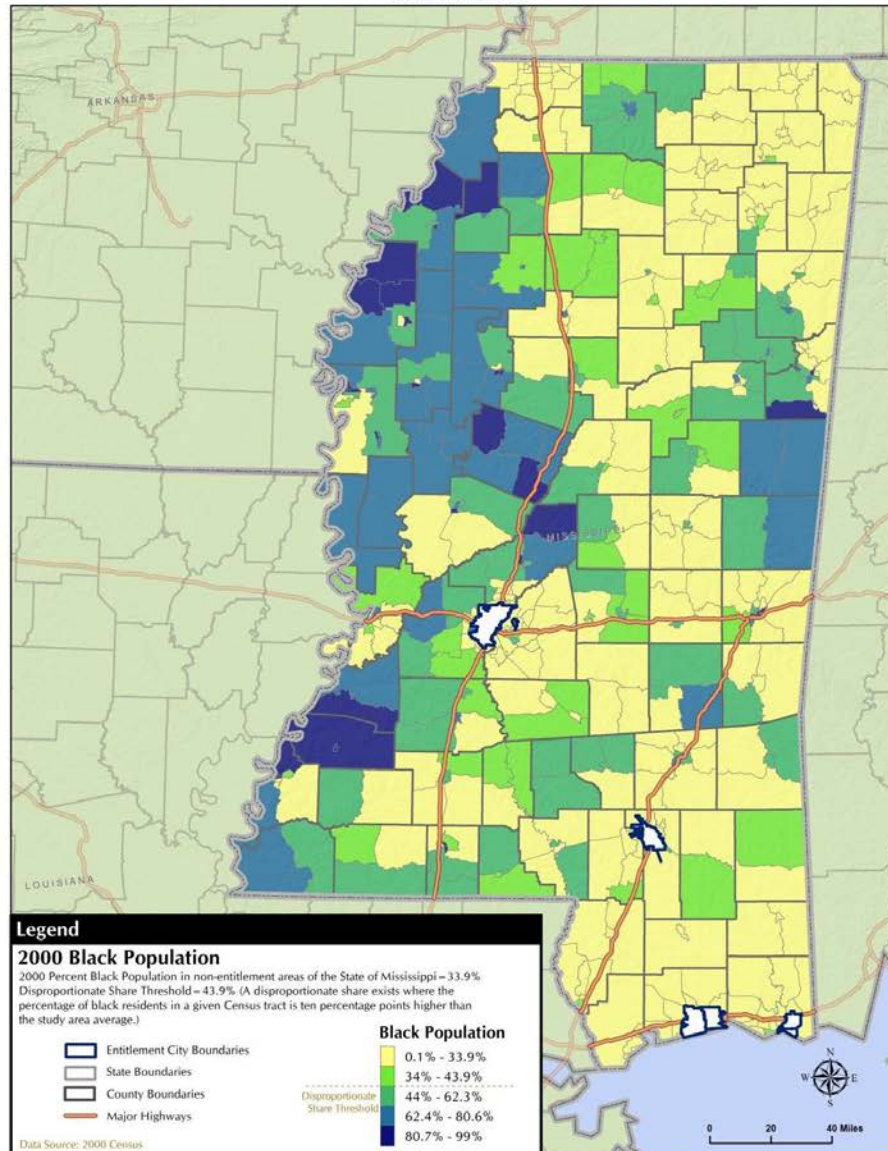 ARKANSAS
MISSISSIPPI
LOUISIANA
Legend
2000 Black Population
2000 Percent Black Population in non-entitlement areas of the State of Mississippi = 33.9%
Disproportionate Share Threshold = 43.9% (A disproportionate share exists where the
percentage of black residents in a given Census tract is ten percentage points higher than
the study area average.)
Entitlement City Boundaries
State Boundaries
County Boundaries
Major Highways
Data Source: 2000 Census
Black Population
0.1% - 33.9%
34% - 43.9%
Disproportionate
Share Threshold
44% - 62.3%
62.4% - 80.6%
80.7% - 99%
N
W E
S
0 20 40 Miles